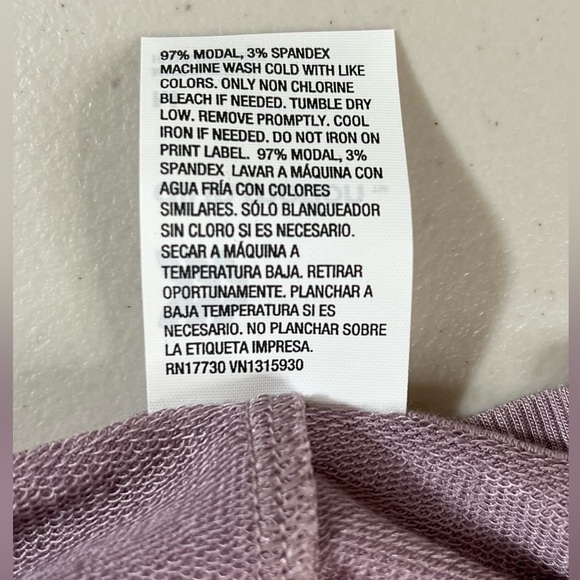 97% MODAL, 3% SPANDEX
MACHINE WASH COLD WITH LIKE
COLORS. ONLY NON CHLORINE
BLEACH IF NEEDED. TUMBLE DRY
LOW. REMOVE PROMPTLY. COOL
IRON IF NEEDED. DO NOT IRON ON
PRINT LABEL. 97% MODAL, 3%
SPANDEX LAVAR A MÁQUINA CON
AGUA FRÍA CON COLORES
SIMILARES. SÓLO BLANQUEADOR
SIN CLORO SI ES NECESARIO.
SECAR A MÁQUINA A
TEMPERATURA BAJA. RETIRAR
OPORTUNAMENTE. PLANCHAR A
BAJA TEMPERATURA SI ES
NECESARIO. NO PLANCHAR SOBRE
LA ETIQUETA IMPRESA.
RN17730 VN1315930